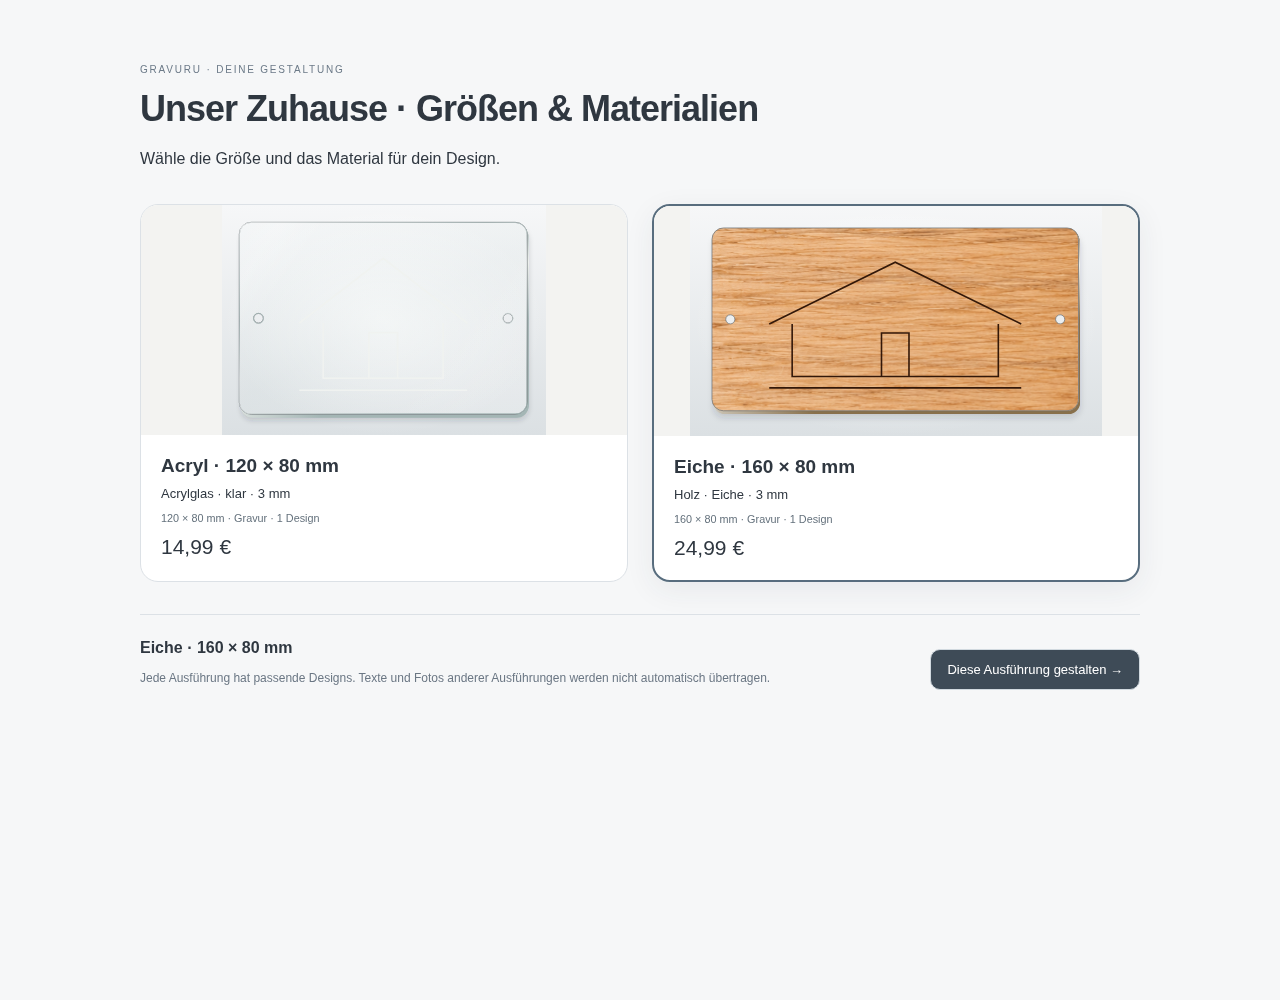 GRAVURU · DEINE GESTALTUNG
Unser Zuhause · Größen & Materialien
Wähle die Größe und das Material für dein Design.
Acryl · 120 × 80 mm
Acrylglas · klar · 3 mm
120 × 80 mm · Gravur · 1 Design
14,99 €
Eiche · 160 × 80 mm
Holz · Eiche · 3 mm
160 × 80 mm · Gravur · 1 Design
24,99 €
Eiche · 160 × 80 mm
Jede Ausführung hat passende Designs. Texte und Fotos anderer Ausführungen werden nicht automatisch übertragen.
Diese Ausführung gestalten →